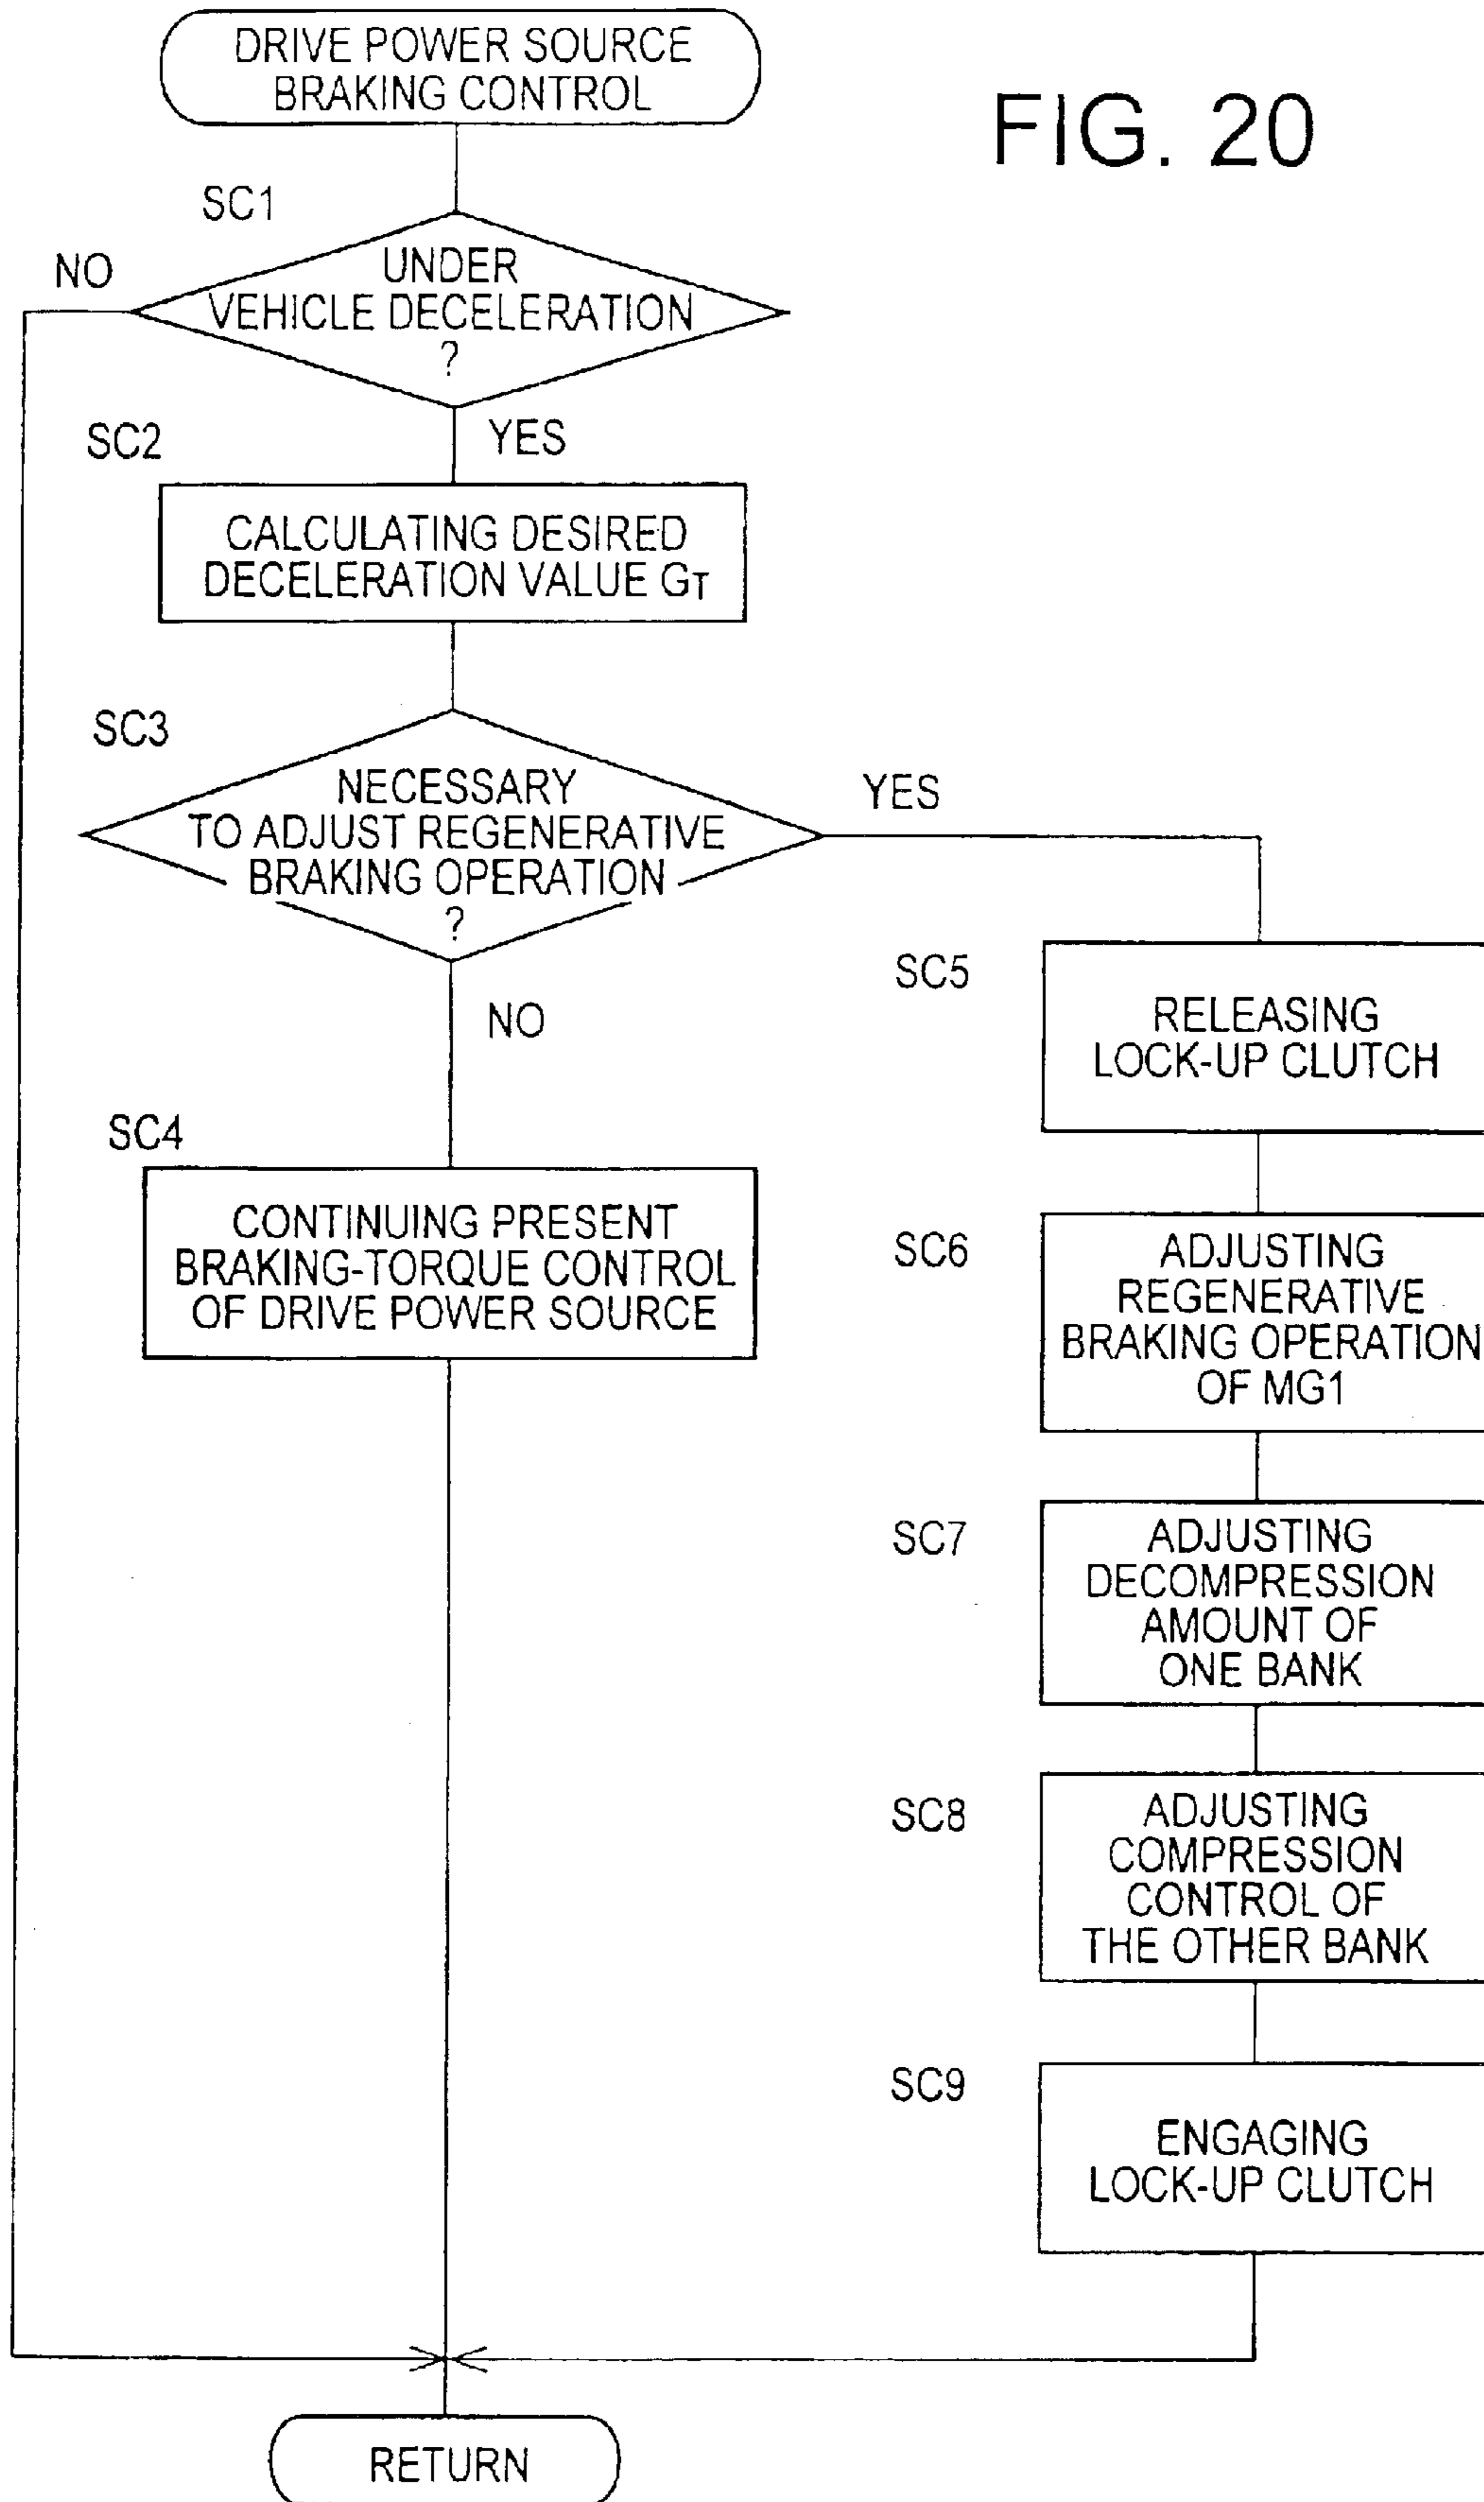 DRIVE POWER SOURCE
BRAKING CONTROL
FIG. 20
SC1
NO
UNDER
VEHICLE DECELERATION
?
YES
SC2
CALCULATING DESIRED
DECELERATION VALUE GT
SC3
NECESSARY
TO ADJUST REGENERATIVE
BRAKING OPERATION
?
YES
NO
SC4
CONTINUING PRESENT
BRAKING-TORQUE CONTROL
OF DRIVE POWER SOURCE
SC5
RELEASING
LOCK-UP CLUTCH
SC6
ADJUSTING
REGENERATIVE
BRAKING OPERATION
OF MG1
SC7
ADJUSTING
DECOMPRESSION
AMOUNT OF
ONE BANK
SC8
ADJUSTING
COMPRESSION
CONTROL OF
THE OTHER BANK
SC9
ENGAGING
LOCK-UP CLUTCH
RETURN